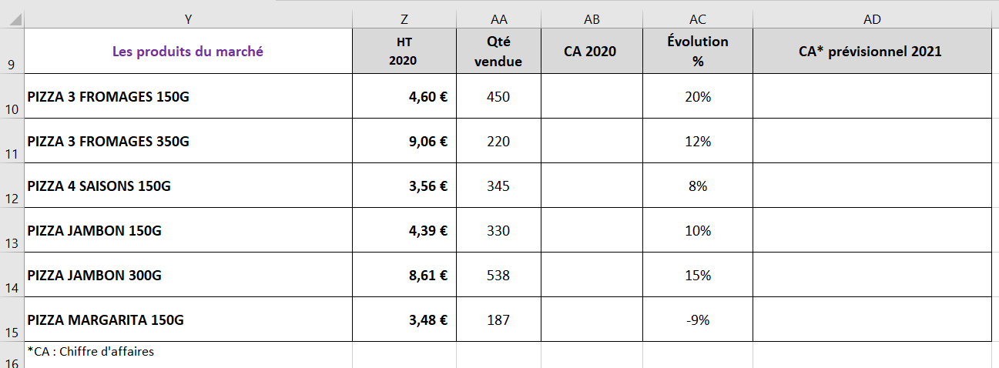 Y Z AA AB AC AD
9 Les produits du marché HT 2020 Qté vendue CA 2020 Évolution % CA* prévisionnel 2021
10 PIZZA 3 FROMAGES 150G 4,60 € 450 20%
11 PIZZA 3 FROMAGES 350G 9,06 € 220 12%
12 PIZZA 4 SAISONS 150G 3,56 € 345 8%
13 PIZZA JAMBON 150G 4,39 € 330 10%
14 PIZZA JAMBON 300G 8,61 € 538 15%
15 PIZZA MARGARITA 150G 3,48 € 187 -9%
16 *CA : Chiffre d'affaires